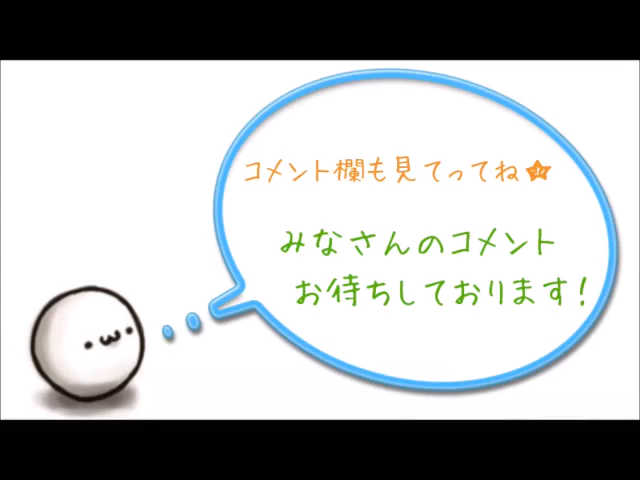 コメント欄も見てってね★
みなさんのコメント
お待ちしております!